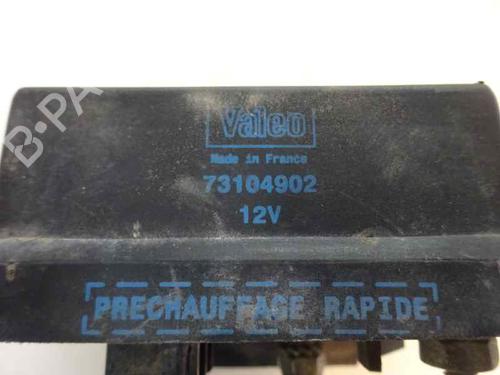 Valeo
Made in France
73104902
12V
PRECHAUFFAGE RAPIDE
B-PA